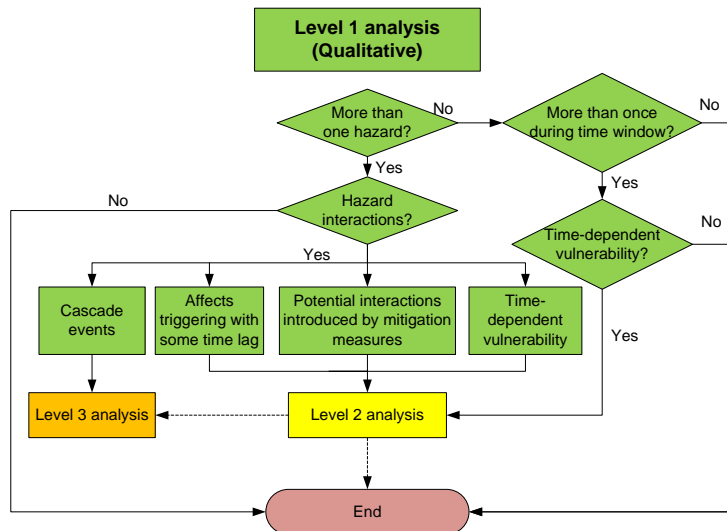 Level 1 analysis
(Qualitative)
More than
one hazard?
No
More than once
during time window?
No
Yes
Yes
No
Hazard
interactions?
Time-dependent
vulnerability?
No
Yes
Cascade
events
Affects
triggering with
some time lag
Potential interactions
introduced by mitigation
measures
Time-
dependent
vulnerability
Yes
Level 3 analysis
Level 2 analysis
End